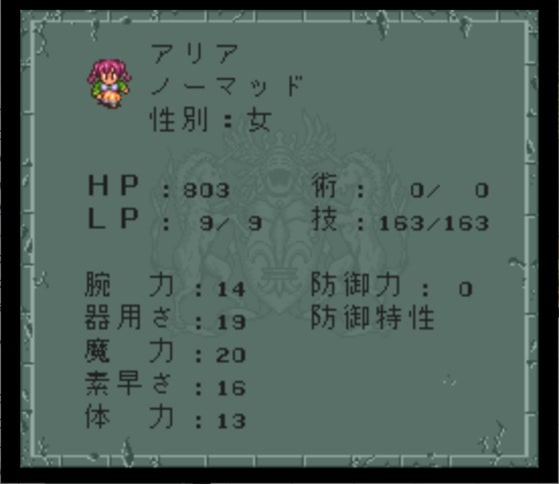 アリア
ノーマッド
性別：女
HP：803 術： 0/ 0
LP： 9/ 9 技：163/163
腕 力：14 防御力： 0
器用さ：19 防御特性
魔 力：20
素早さ：16
体 力：13